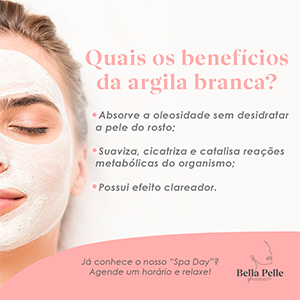 Quais os benefícios
da argila branca?
Absorve a oleosidade sem desidratar
a pele do rosto;
Suaviza, cicatriza e catalisa reações
metabólicas do organismo;
Possui efeito clareador.
Já conhece o nosso "Spa Day"?
Agende um horário e relaxe!
Bella Pelle